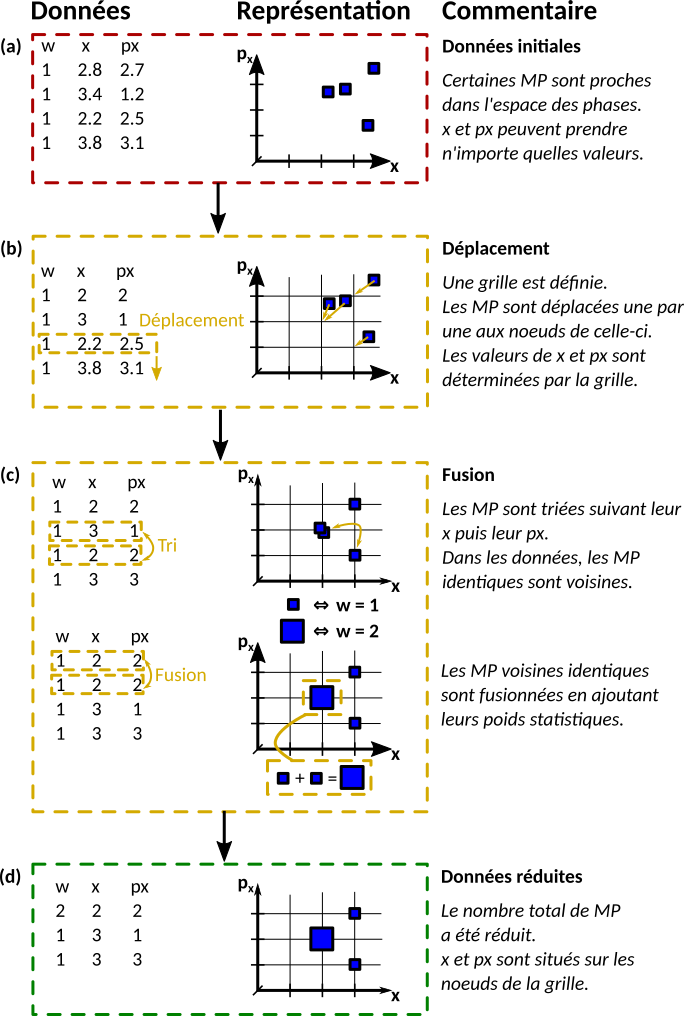 Données Représentation Commentaire
(a)
w x px
1 2.8 2.7
1 3.4 1.2
1 2.2 2.5
1 3.8 3.1
px
x
Données initiales
Certaines MP sont proches
dans l'espace des phases.
x et px peuvent prendre
n'importe quelles valeurs.
(b)
w x px
1 2 2
1 3 1
1 2.2 2.5
1 3.8 3.1
Déplacement
px
x
Déplacement
Une grille est définie.
Les MP sont déplacées une par
une aux noeuds de celle-ci.
Les valeurs de x et px sont
déterminées par la grille.
(c)
w x px
1 2 2
1 3 1
1 2 2
1 3 3
Tri
px
x
Fusion
Les MP sont triées suivant leur
x puis leur px.
Dans les données, les MP
identiques sont voisines.
⇔ w = 1
⇔ w = 2
w x px
1 2 2
1 2 2
1 3 1
1 3 3
Fusion
px
x
+ =
Les MP voisines identiques
sont fusionnées en ajoutant
leurs poids statistiques.
(d)
w x px
2 2 2
1 3 1
1 3 3
px
x
Données réduites
Le nombre total de MP
a été réduit.
x et px sont situés sur les
noeuds de la grille.